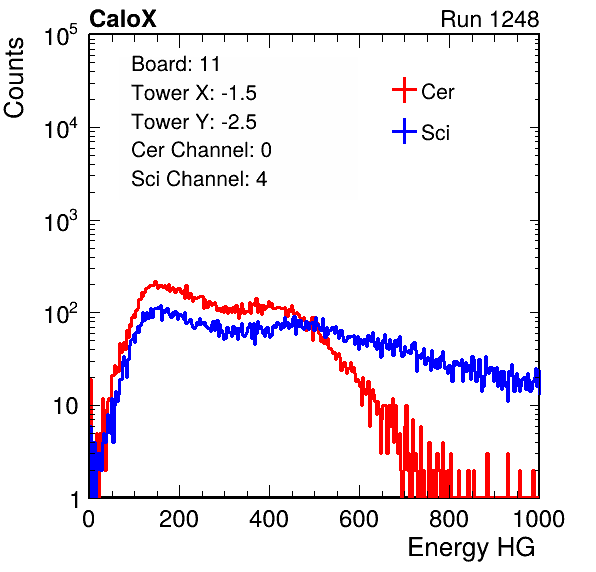 CaloX
Run 1248
Counts
10^5
10^4
10^3
10^2
10
1
Board: 11
Tower X: -1.5
Tower Y: -2.5
Cer Channel: 0
Sci Channel: 4
Cer
Sci
0 200 400 600 800 1000
Energy HG